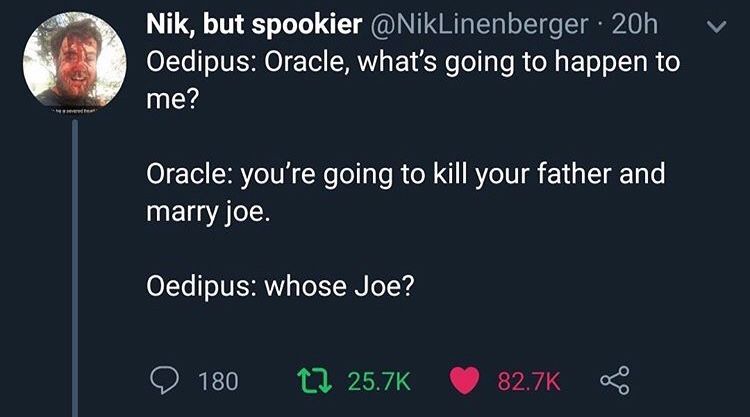 Nik, but spookier @NikLinenberger · 20h
Oedipus: Oracle, what's going to happen to
me?
Oracle: you're going to kill your father and
marry joe.
Oedipus: whose Joe?
180 25.7K 82.7K